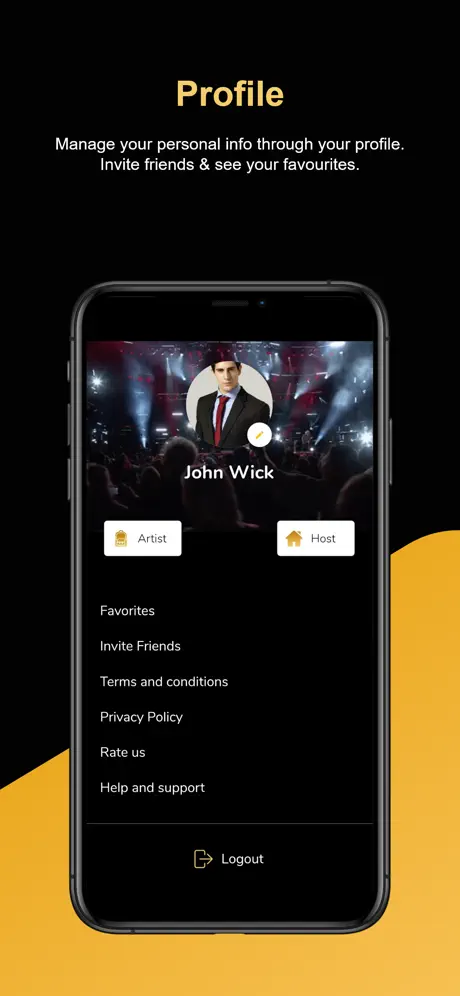 Profile
Manage your personal info through your profile.
Invite friends & see your favourites.
John Wick
Artist
Host
Favorites
Invite Friends
Terms and conditions
Privacy Policy
Rate us
Help and support
Logout